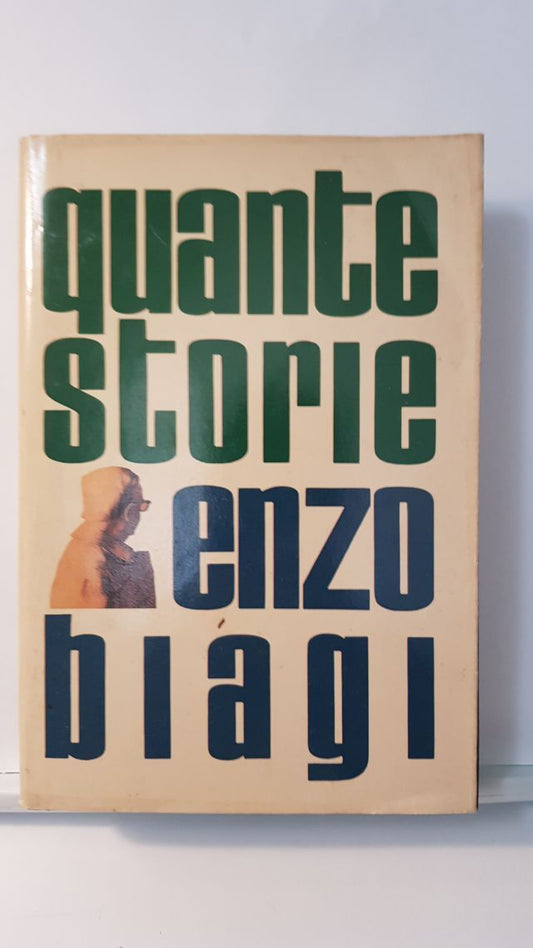 quante
storie
enzo
biagi